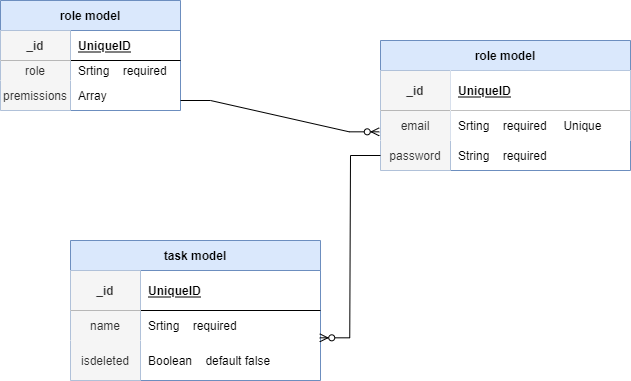 role model
_id UniqueID
role Srting required
premissions Array
role model
_id UniqueID
email Srting required Unique
password String required
task model
_id UniqueID
name Srting required
isdeleted Boolean default false